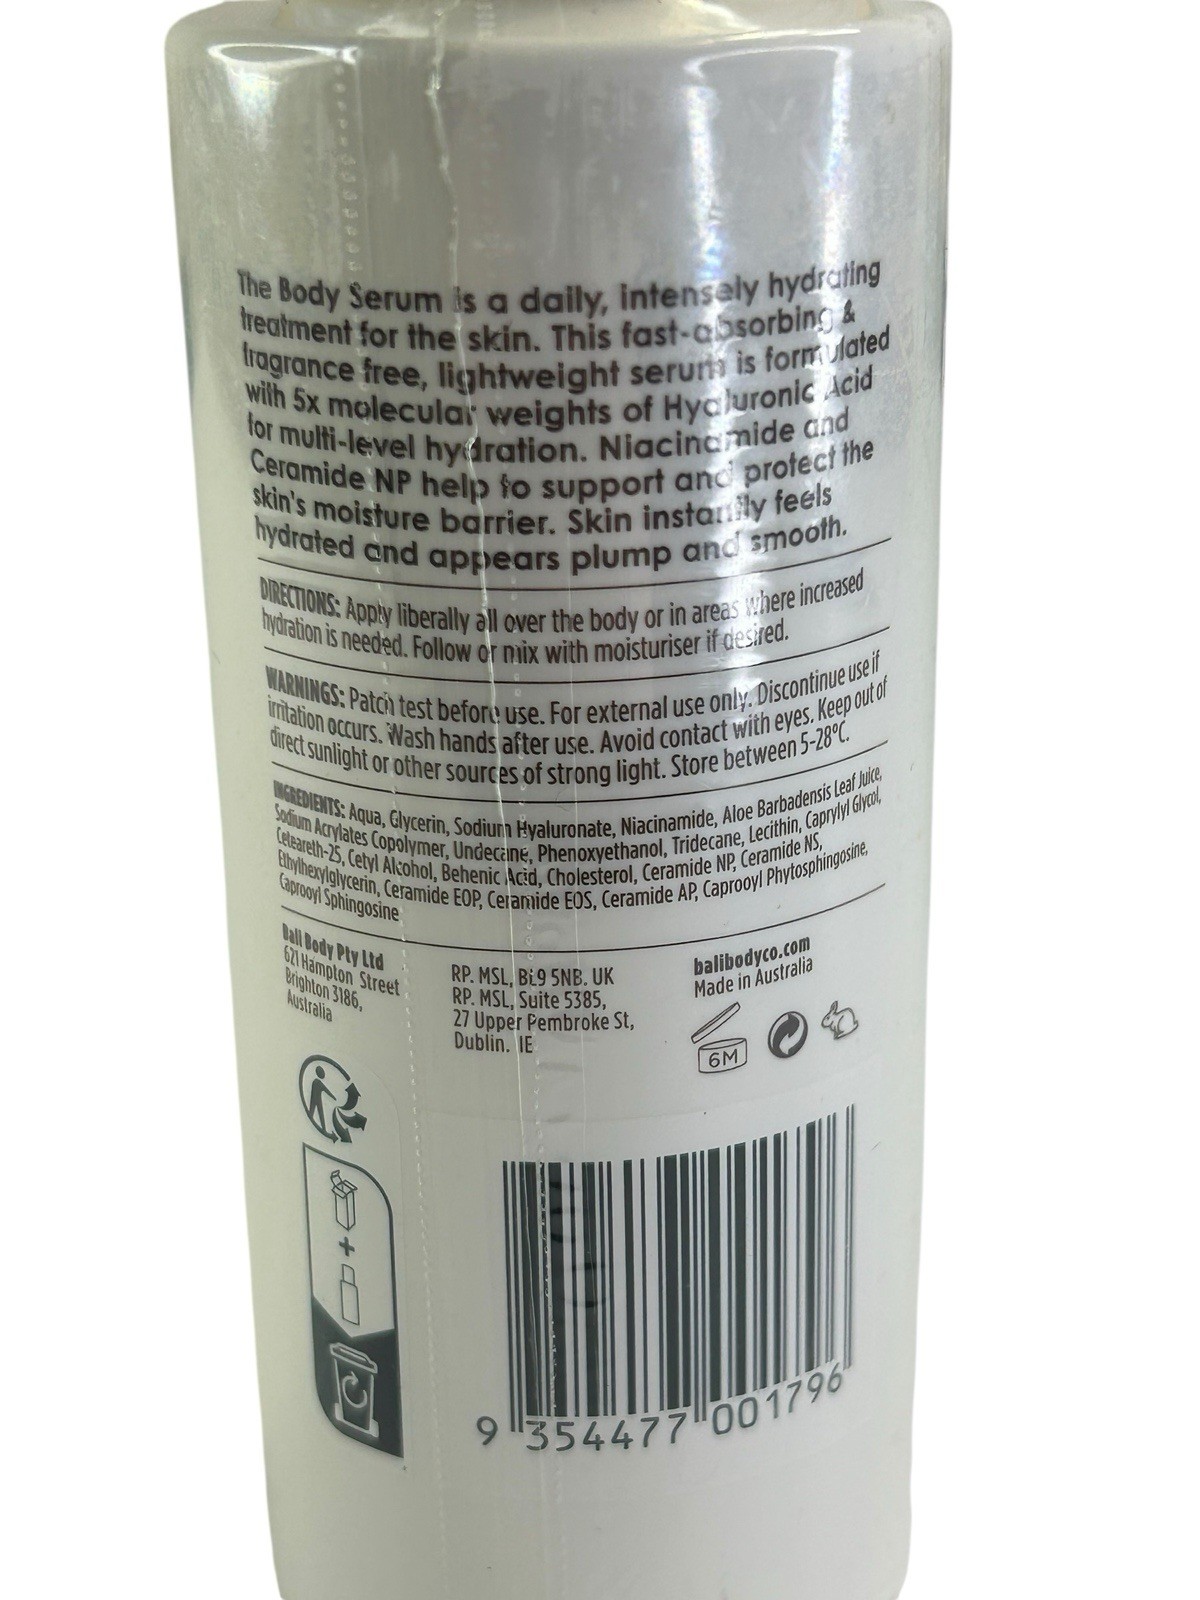 The Body Serum is a daily, intensely hydrating
treatment for the skin. This fast-absorbing &
fragrance free, lightweight serum is formulated
with 5x molecular weights of Hyaluronic Acid
for multi-level hydration. Niacinamide and
Ceramide NP help to support and protect the
skin's moisture barrier. Skin instantly feels
hydrated and appears plump and smooth.
DIRECTIONS: Apply liberally all over the body or in areas where increased
hydration is needed. Follow or mix with moisturiser if desired.
WARNINGS: Patch test before use. For external use only. Discontinue use if
irritation occurs. Wash hands after use. Avoid contact with eyes. Keep out of
direct sunlight or other sources of strong light. Store between 5-28°C.
INGREDIENTS: Aqua, Glycerin, Sodium Hyaluronate, Niacinamide, Aloe Barbadensis Leaf Juice,
Sodium Acrylates Copolymer, Undecane, Phenoxyethanol, Tridecane, Lecithin, Caprylyl Glycol,
Ceteareth-25, Cetyl Alcohol, Behenic Acid, Cholesterol, Ceramide NP, Ceramide NS,
Ethylhexylglycerin, Ceramide EOP, Ceramide EOS, Ceramide AP, Caprooyl Phytosphingosine,
Caprooyl Sphingosine
Bali Body Pty Ltd
621 Hampton Street
Brighton 3186,
Australia
RP. MSL, BL9 5NB. UK
RP. MSL, Suite 5385,
27 Upper Pembroke St,
Dublin. IE
balibodyco.com
Made in Australia
6M
9 354477 001796